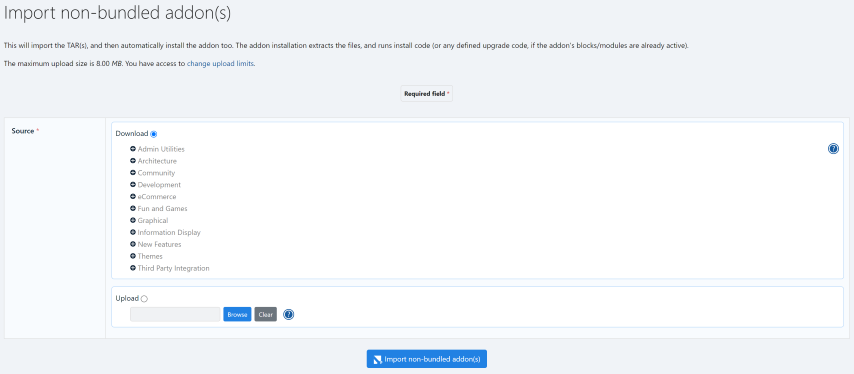 Import non-bundled addon(s)
This will import the TAR(s), and then automatically install the addon too. The addon installation extracts the files, and runs install code (or any defined upgrade code, if the addon's blocks/modules are already active).
The maximum upload size is 8.00 MB. You have access to change upload limits.
Required field *
Source *
Download
Admin Utilities
Architecture
Community
Development
eCommerce
Fun and Games
Graphical
Information Display
New Features
Themes
Third Party Integration
Upload
Browse Clear
Import non-bundled addon(s)